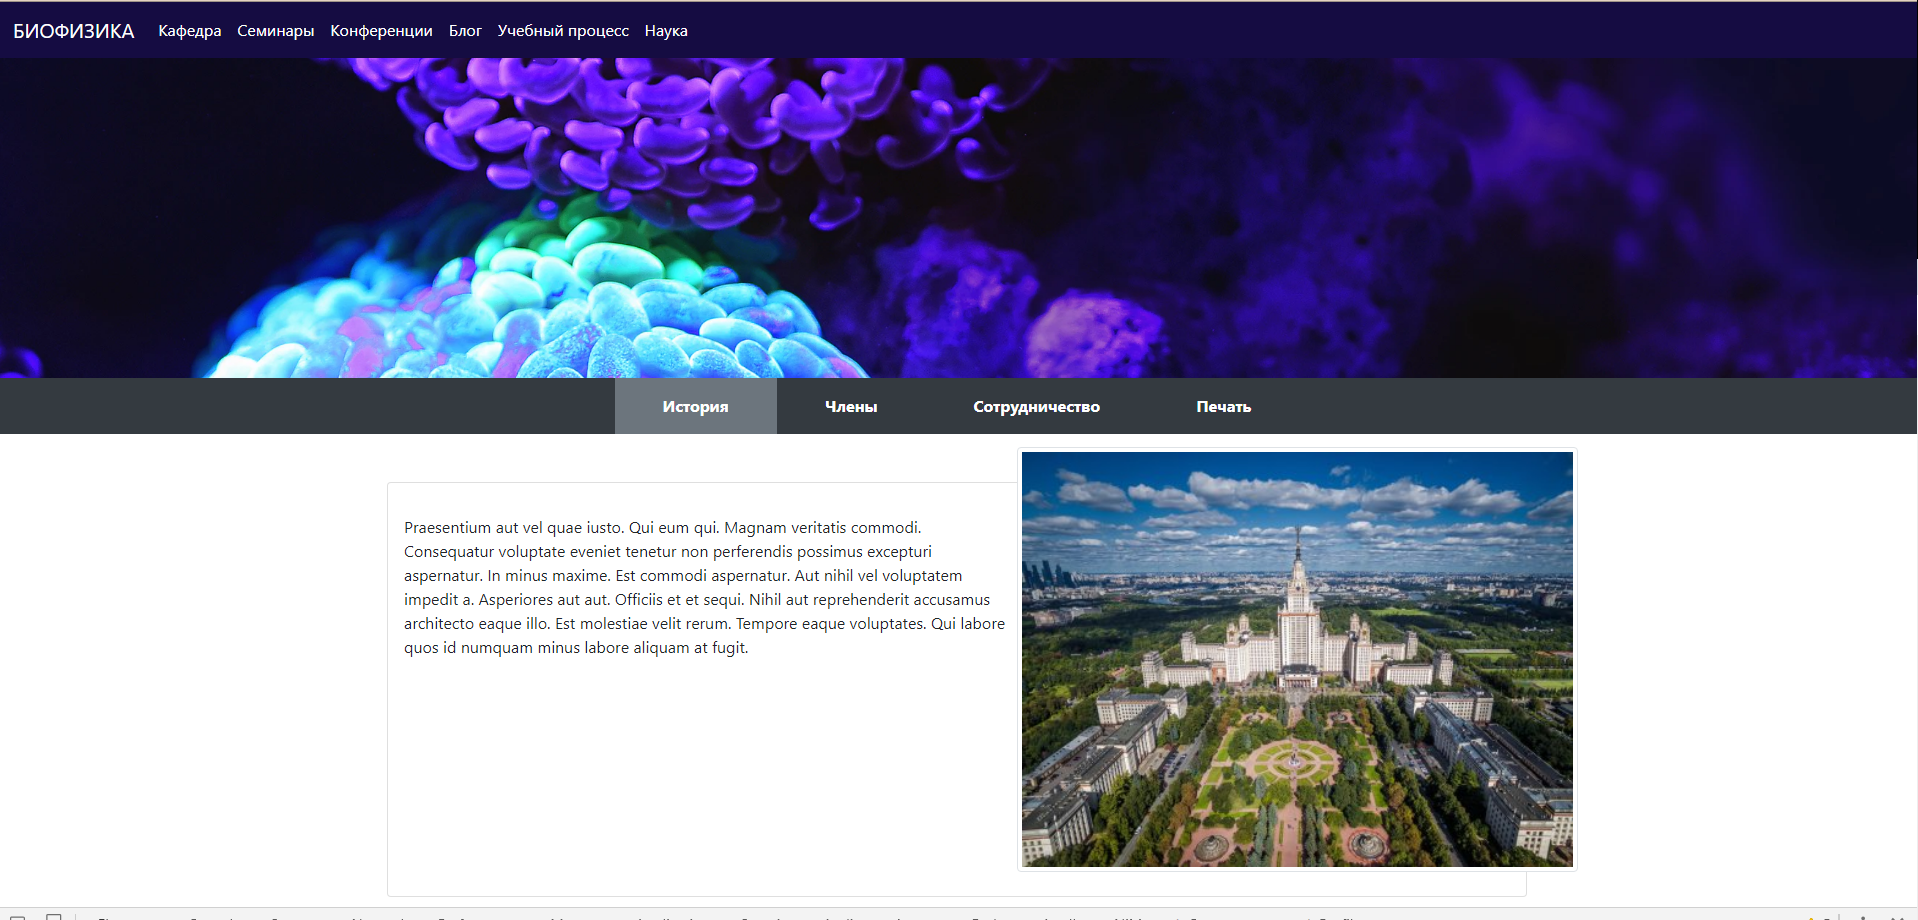 БИОФИЗИКА Кафедра Семинары Конференции Блог Учебный процесс Наука
История Члены Сотрудничество Печать
Praesentium aut vel quae iusto. Qui eum qui. Magnam veritatis commodi.
Consequatur voluptate eveniet tenetur non perferendis possimus excepturi
aspernatur. In minus maxime. Est commodi aspernatur. Aut nihil vel voluptatem
impedit a. Asperiores aut aut. Officiis et et sequi. Nihil aut reprehenderit accusamus
architecto eaque illo. Est molestiae velit rerum. Tempore eaque voluptates. Qui labore
quos id numquam minus labore aliquam at fugit.